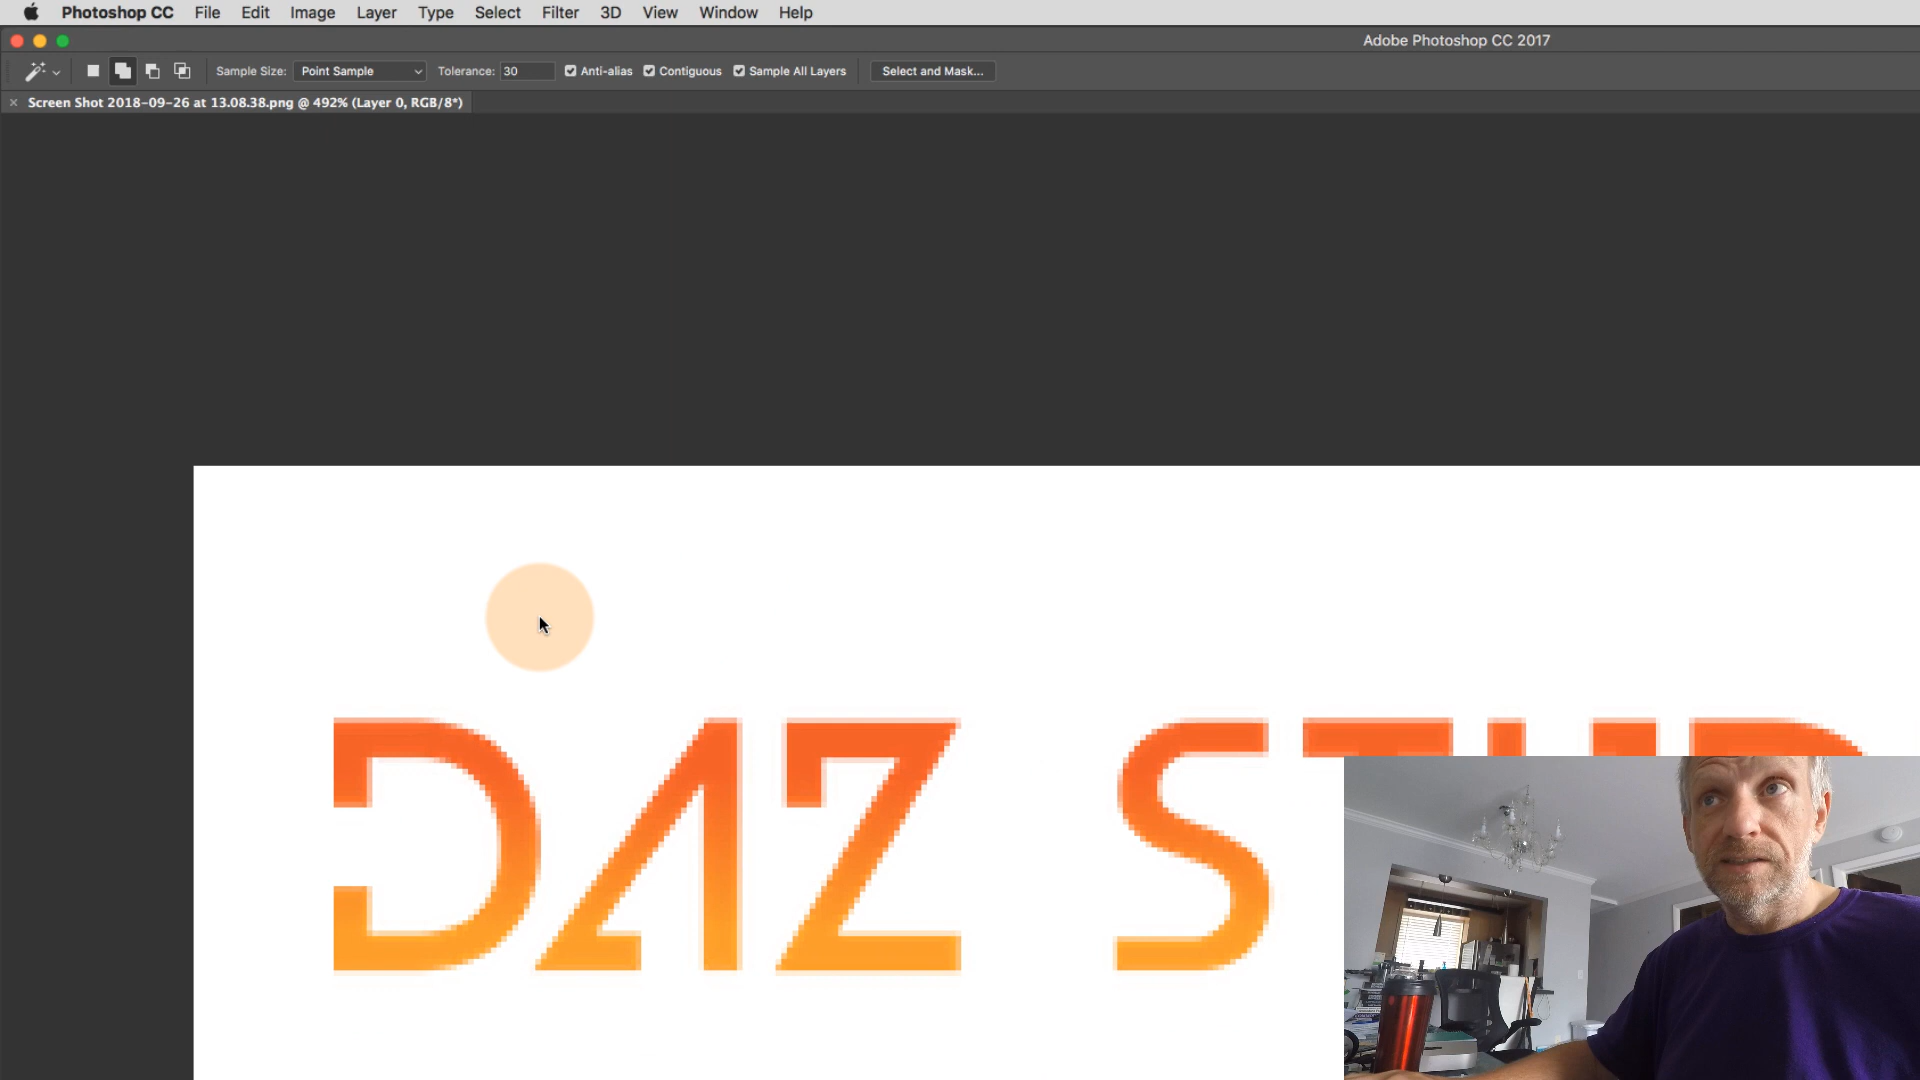 Photoshop CC File Edit Image Layer Type Select Filter 3D View Window Help
Adobe Photoshop CC 2017
Sample Size: Point Sample Tolerance: 30 Anti-alias Contiguous Sample All Layers Select and Mask...
× Screen Shot 2018-09-26 at 13.08.38.png @ 492% (Layer 0, RGB/8*)
DAZ STUD